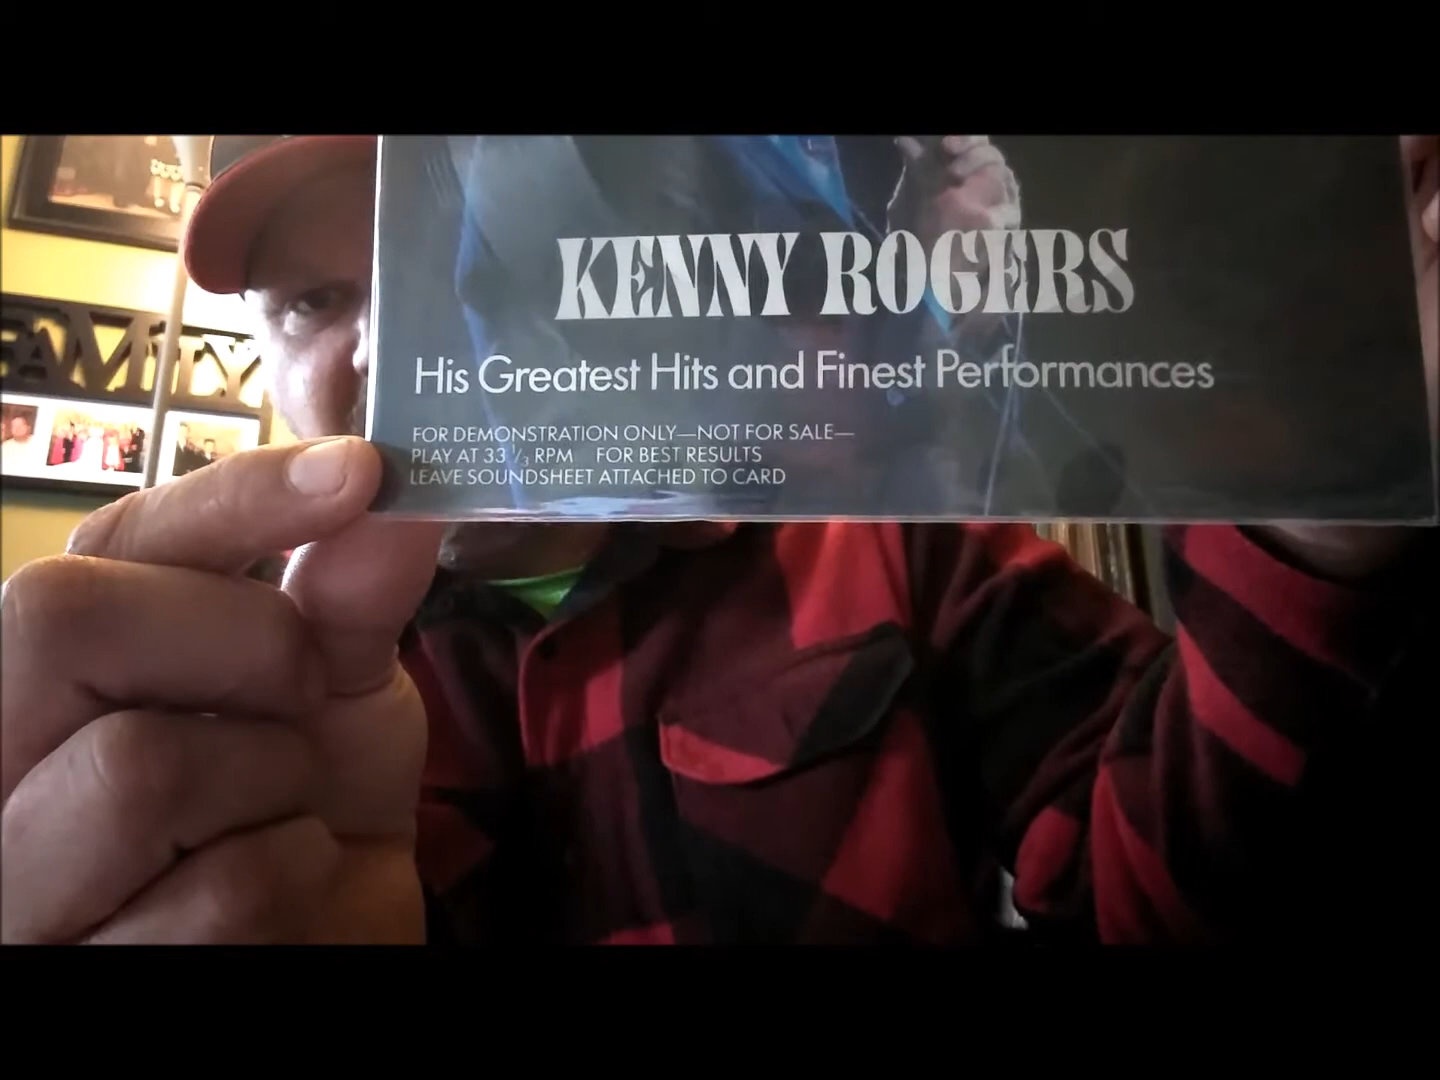 FAMILY
KENNY ROGERS
His Greatest Hits and Finest Performances
FOR DEMONSTRATION ONLY—NOT FOR SALE—
PLAY AT 33 1/3 RPM FOR BEST RESULTS
LEAVE SOUNDSHEET ATTACHED TO CARD